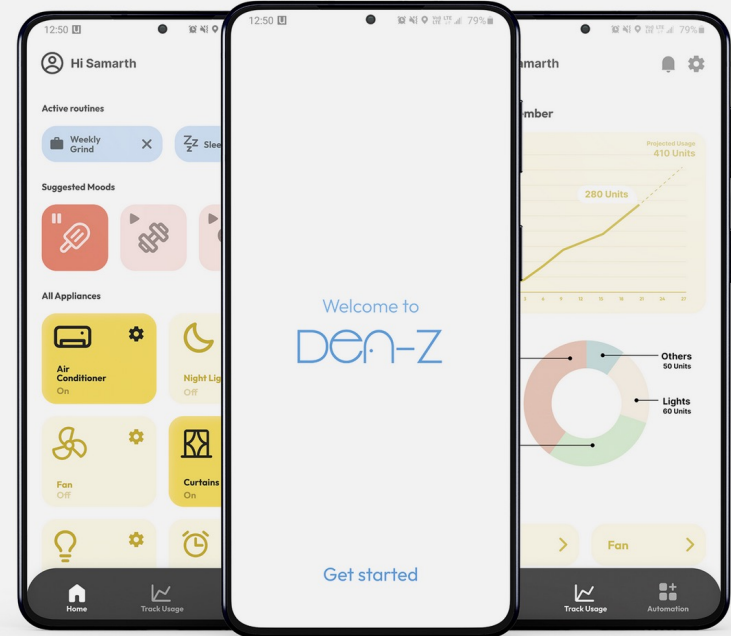 12:50
Hi Samarth
Active routines
Weekly
Grind
Slee
Suggested Moods
All Appliances
Air
Conditioner
On
Night Lig
Off
Fan
Off
Curtains
On
Home
Track Usage
12:50
79%
Welcome to
Den-Z
Get started
79%
marth
mber
Projected Usage
410 Units
280 Units
Others
50 Units
Lights
60 Units
Fan
Track Usage
Automation